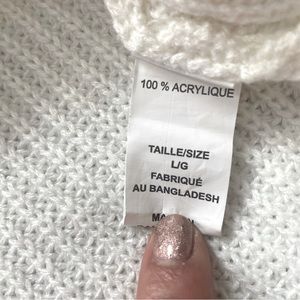 100 % ACRYLIQUE
TAILLE/SIZE
L/G
FABRIQUÉ
AU BANGLADESH